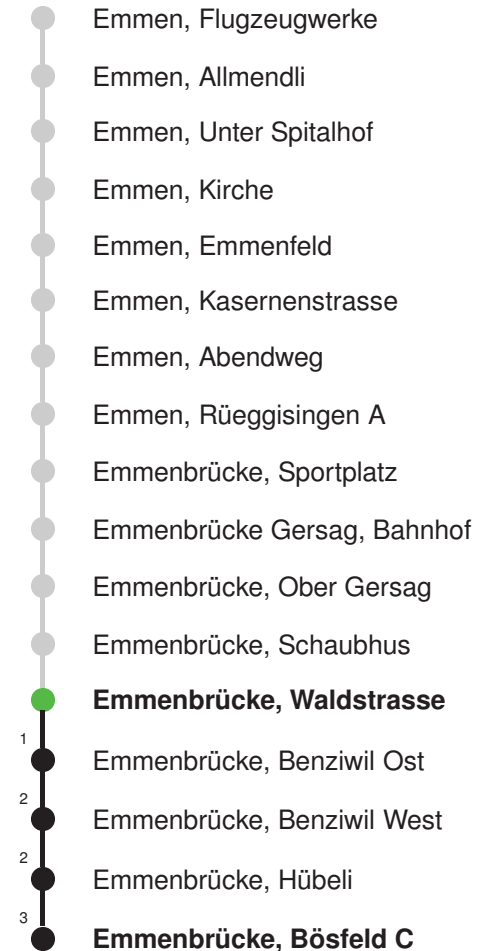 Emmen, Flugzeugwerke
Emmen, Allmendli
Emmen, Unter Spitalhof
Emmen, Kirche
Emmen, Emmenfeld
Emmen, Kasernenstrasse
Emmen, Abendweg
Emmen, Rüeggisingen A
Emmenbrücke, Sportplatz
Emmenbrücke Gersag, Bahnhof
Emmenbrücke, Ober Gersag
Emmenbrücke, Schaubhus
Emmenbrücke, Waldstrasse
1 Emmenbrücke, Benziwil Ost
2 Emmenbrücke, Benziwil West
2 Emmenbrücke, Hübeli
3 Emmenbrücke, Bösfeld C